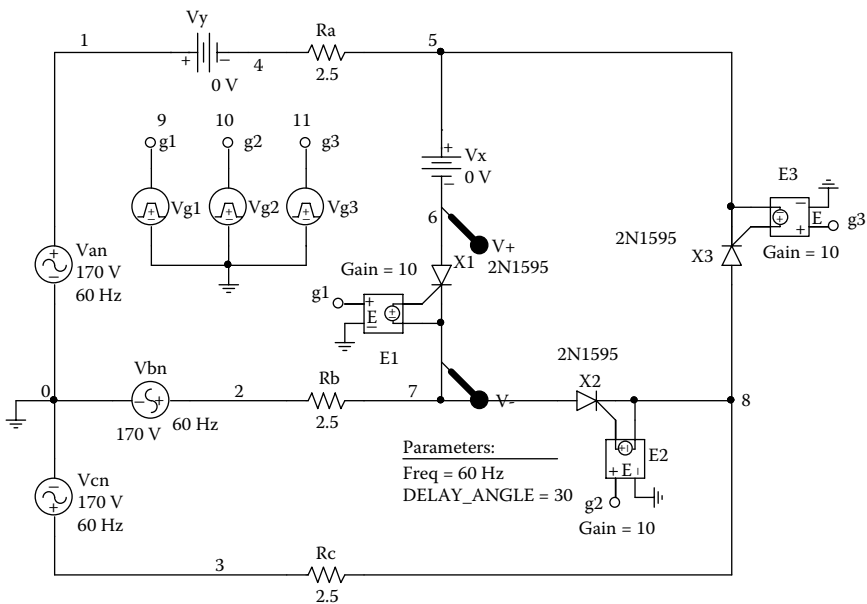 Vy
1
+
−
4
0 V
Ra
2.5
5
9
10
11
g1
g2
g3
Vg1
Vg2
Vg3
+
Vx
−
0 V
6
V+
2N1595
X1
Gain = 10
g1
+
E
−
E1
E3
−
E
+
g3
2N1595
X3
Gain = 10
+
Van
170 V
−
60 Hz
0
Vbn
−
+
170 V
60 Hz
2
Rb
2.5
7
V-
2N1595
X2
8
Parameters:
Freq = 60 Hz
DELAY_ANGLE = 30
+E−
E2
g2
Gain = 10
−
Vcn
170 V
+
60 Hz
3
Rc
2.5